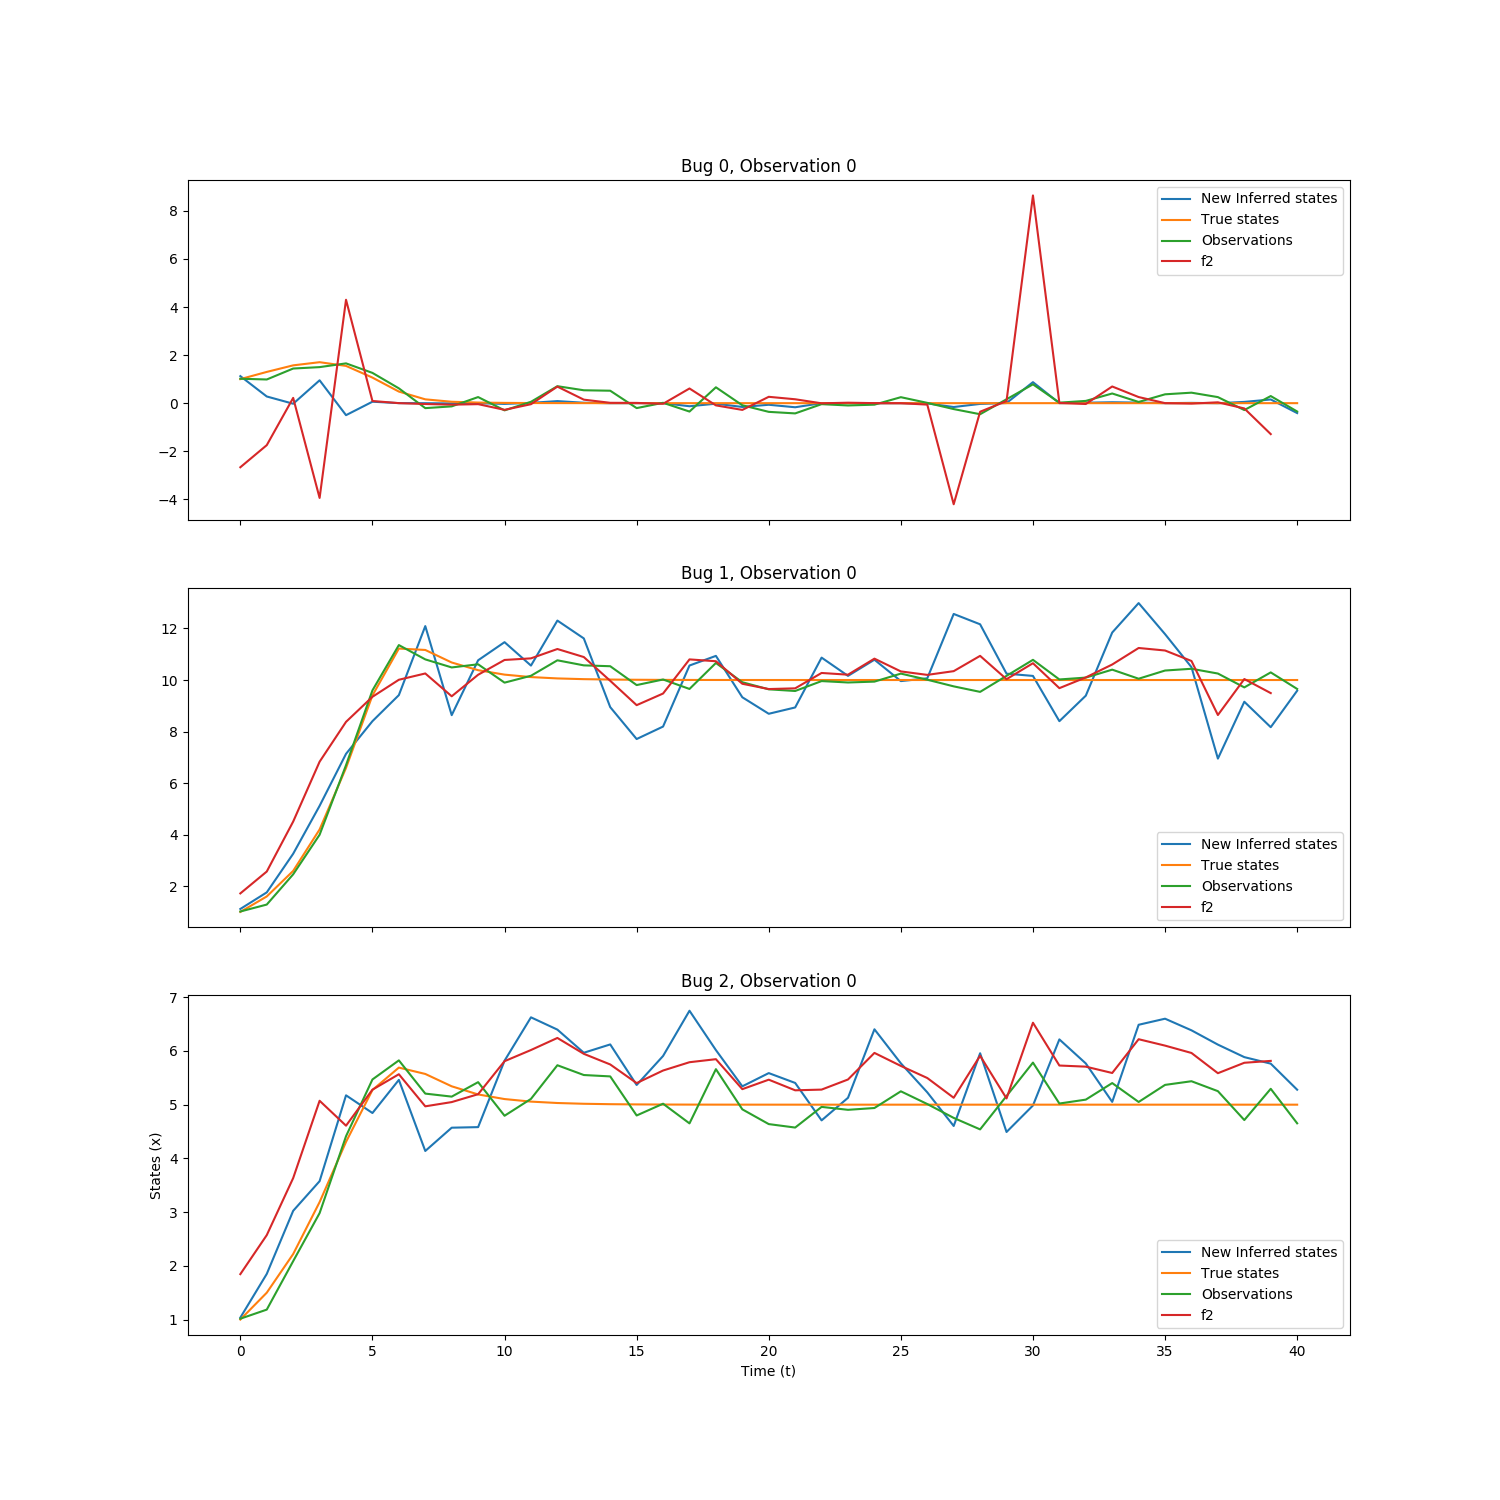 Bug 0, Observation 0
8
6
4
2
0
−2
−4
New Inferred states
True states
Observations
f2
Bug 1, Observation 0
12
10
8
6
4
2
New Inferred states
True states
Observations
f2
Bug 2, Observation 0
7
6
5
4
3
2
1
States (x)
New Inferred states
True states
Observations
f2
0 5 10 15 20 25 30 35 40
Time (t)